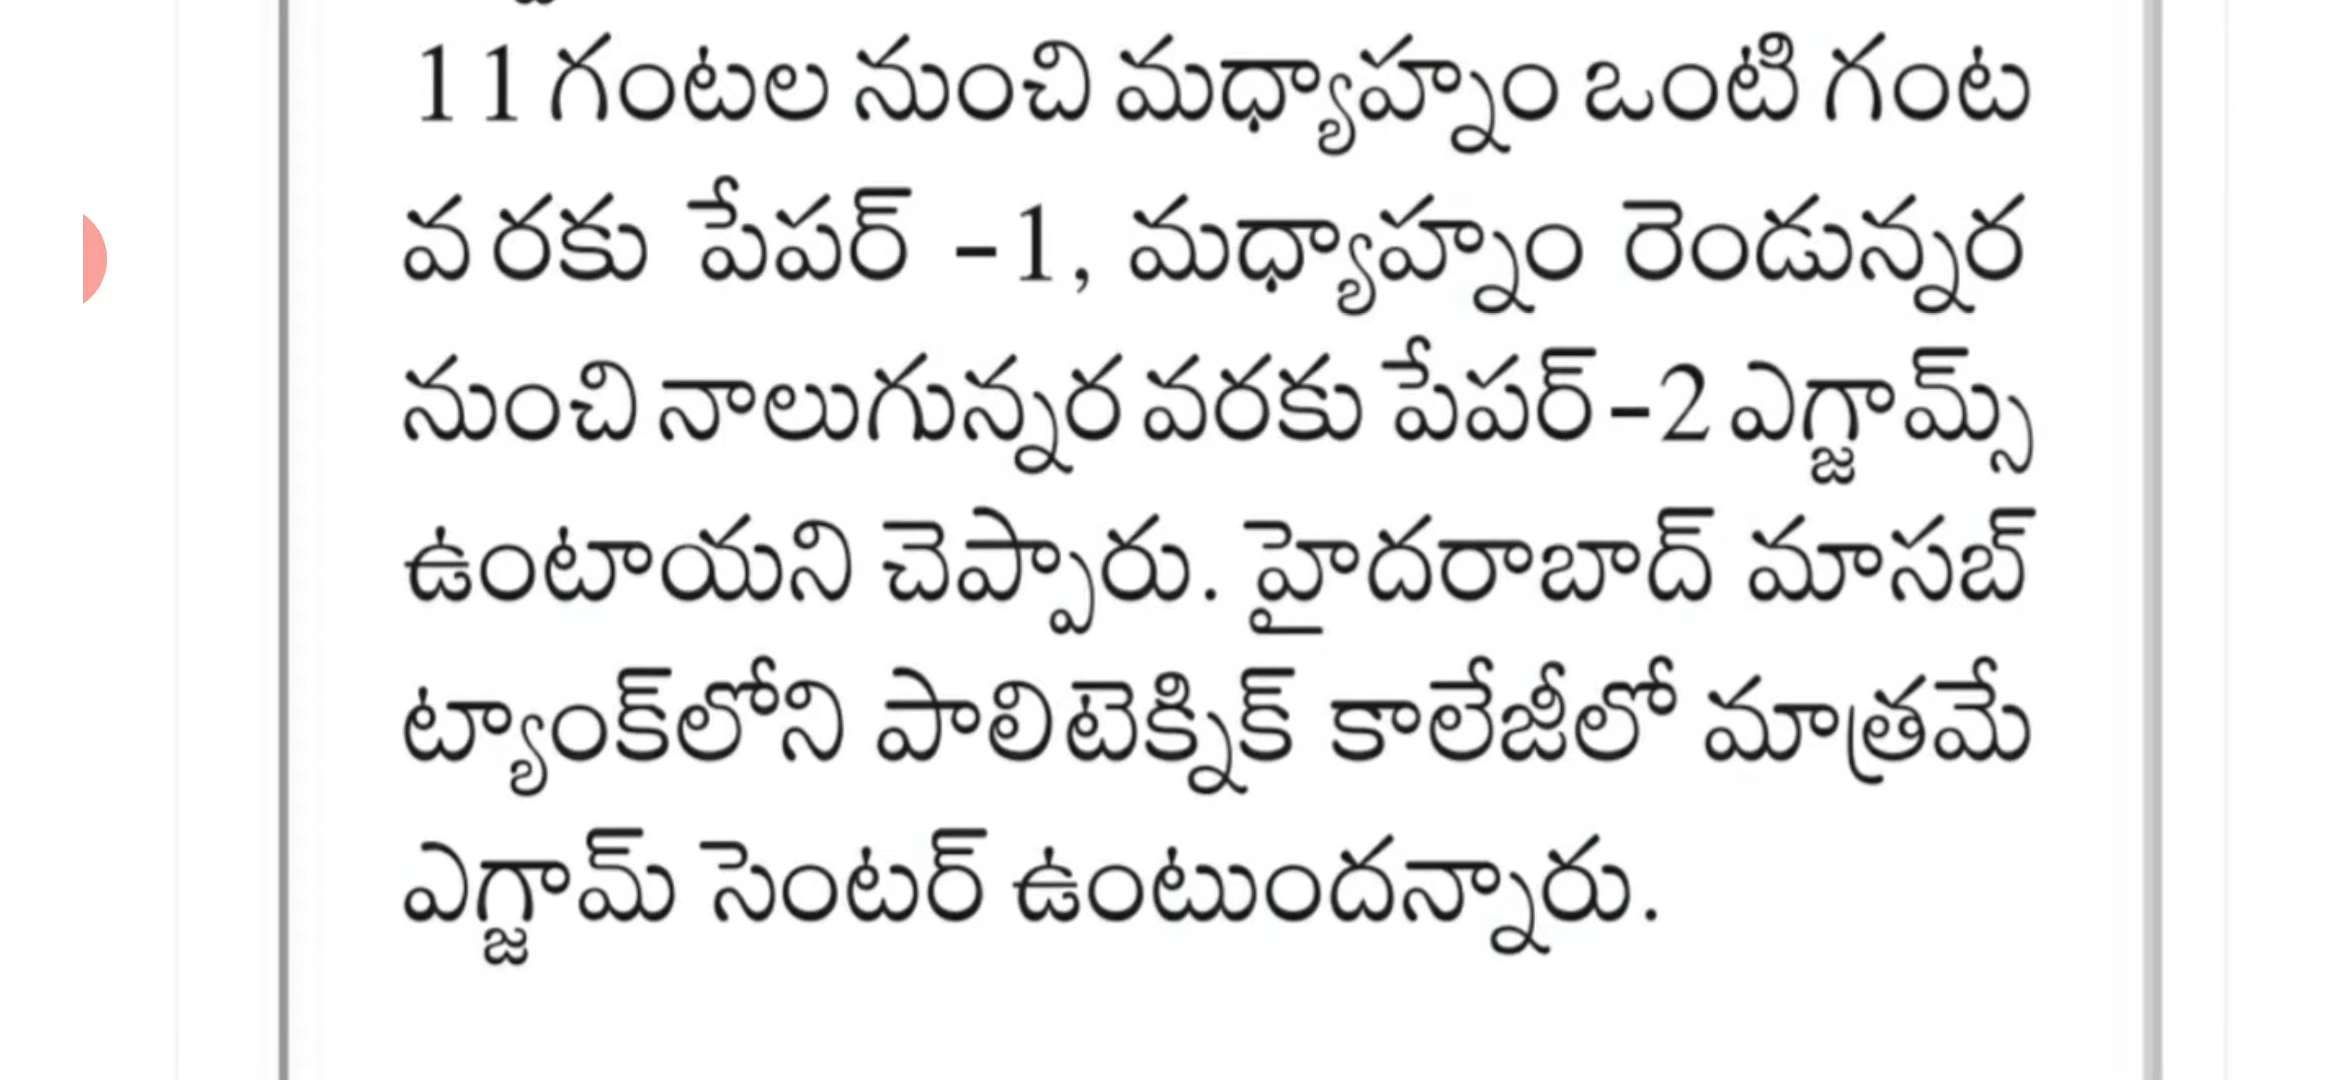 11 గంటల నుంచి మధ్యాహ్నం ఒంటి గంట
వరకు పేపర్ -1, మధ్యాహ్నం రెండున్నర
నుంచి నాలుగున్నర వరకు పేపర్-2 ఎగ్జామ్స్
ఉంటాయని చెప్పారు. హైదరాబాద్ మాసబ్
ట్యాంక్‌లోని పాలిటెక్నిక్ కాలేజీలో మాత్రమే
ఎగ్జామ్ సెంటర్ ఉంటుందన్నారు.